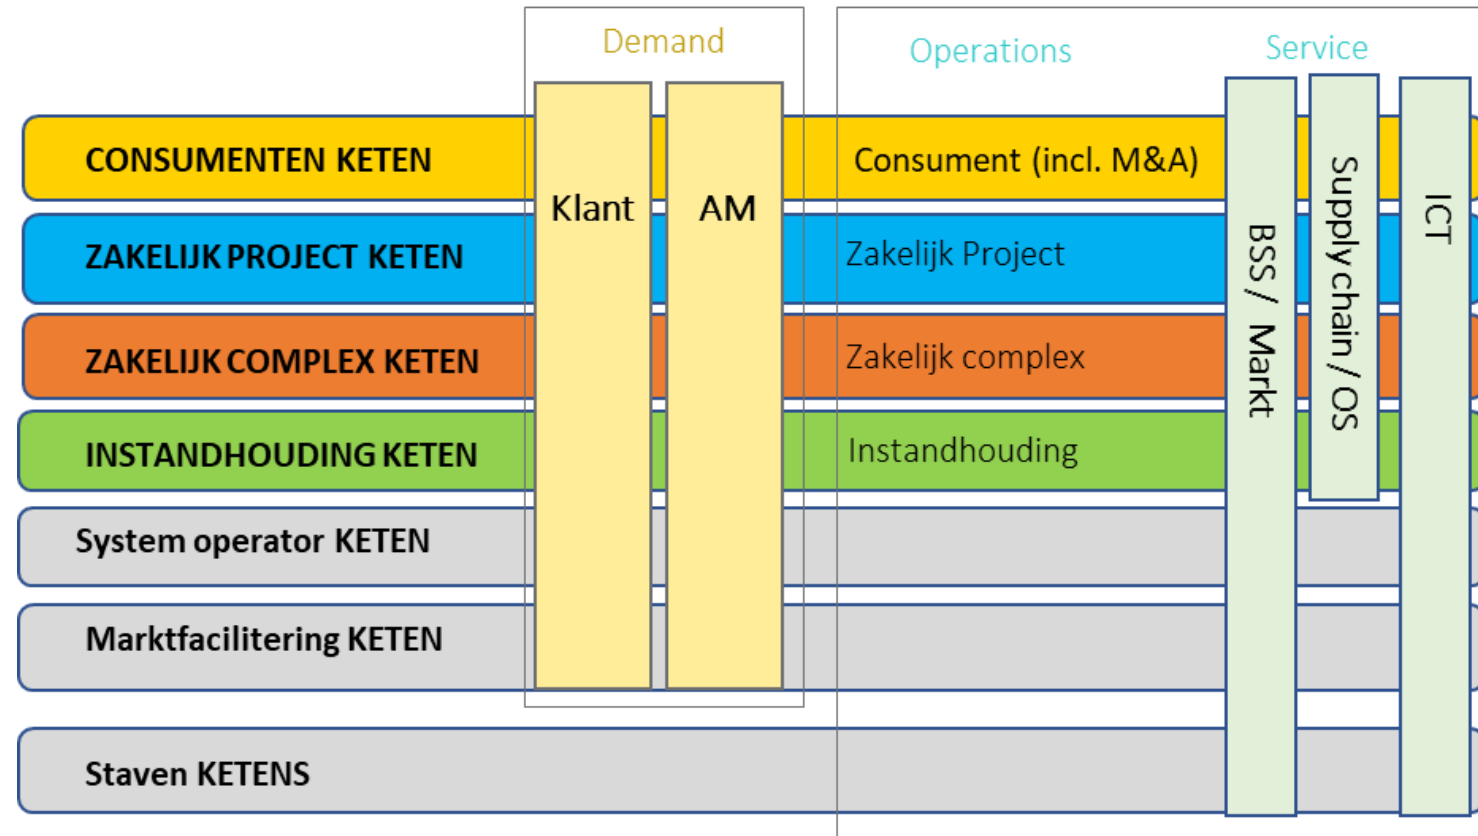 Demand
Operations
Service
CONSUMENTEN KETEN
Klant
AM
Consument (incl. M&A)
BSS / Markt
Supply chain / OS
ICT
ZAKELIJK PROJECT KETEN
Zakelijk Project
ZAKELIJK COMPLEX KETEN
Zakelijk complex
INSTANDHOUDING KETEN
Instandhouding
System operator KETEN
Marktfacilitering KETEN
Staven KETENS